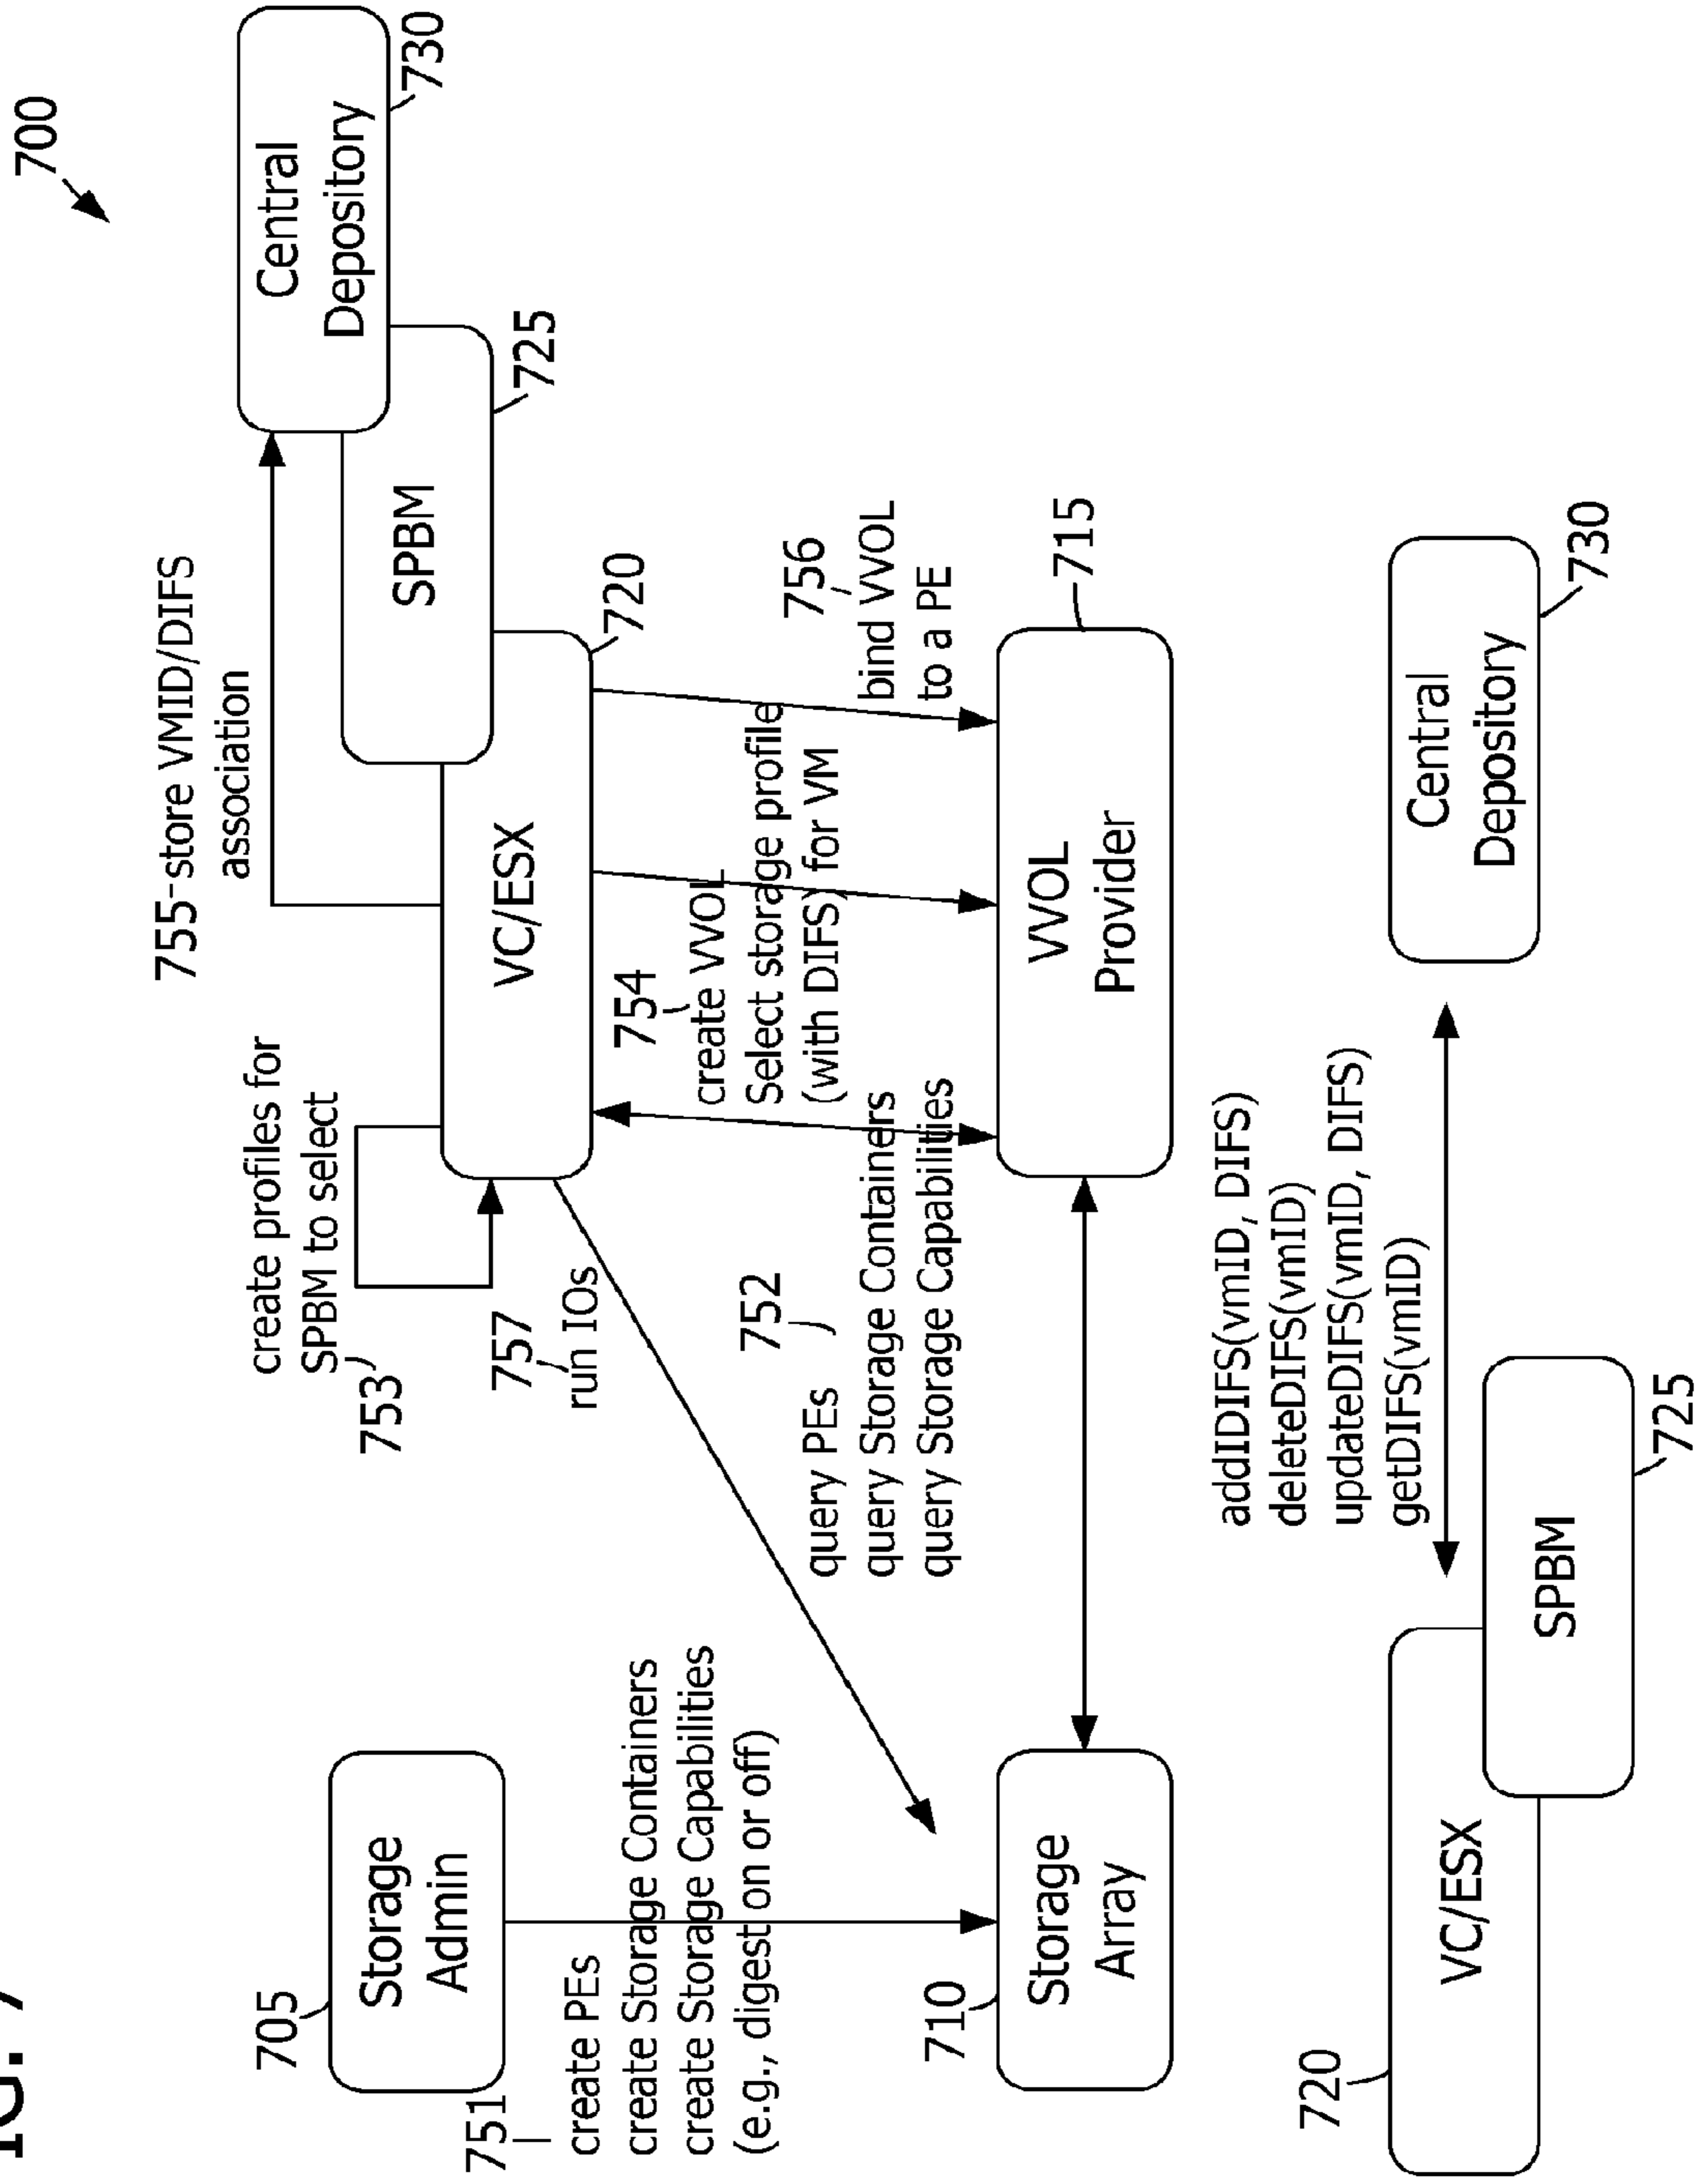 700
755-store VMID/DIFS
association
create profiles for
SPBM to select
753
Central
Depository
730
SPBM
725
VC/ESX
720
705
Storage
Admin
751
create PEs
create Storage Containers
create Storage Capabilities
(e.g., digest on or off)
757
run IOs
752
query PEs
query Storage Containers
query Storage Capabilities
754
create VVOL
Select storage profile
(with DIFS) for VM
756
bind VVOL
to a PE
710
Storage
Array
VVOL
Provider
715
720
VC/ESX
SPBM
725
addIDIFS(vmID, DIFS)
deleteDIFS(vmID)
updateDIFS(vmID, DIFS)
getDIFS(vmID)
Central
Depository
730